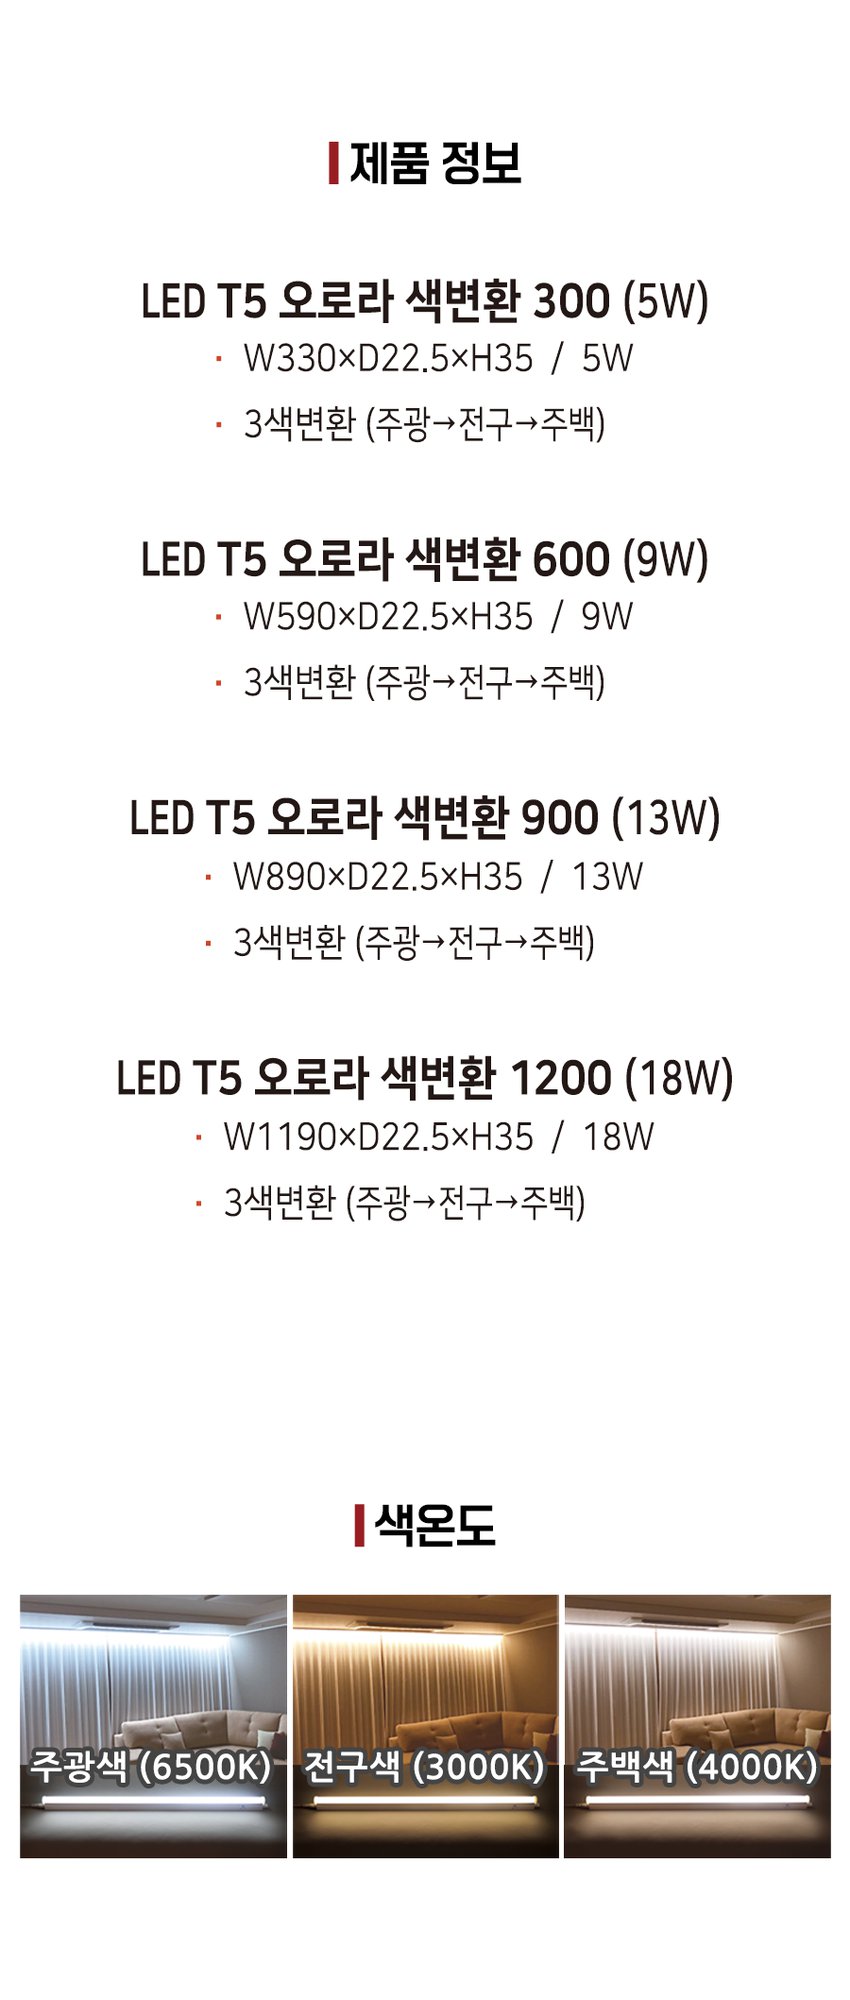 제품 정보
LED T5 오로라 색변환 300 (5W)
· W330×D22.5×H35 / 5W
· 3색변환 (주광→전구→주백)
LED T5 오로라 색변환 600 (9W)
· W590×D22.5×H35 / 9W
· 3색변환 (주광→전구→주백)
LED T5 오로라 색변환 900 (13W)
· W890×D22.5×H35 / 13W
· 3색변환 (주광→전구→주백)
LED T5 오로라 색변환 1200 (18W)
· W1190×D22.5×H35 / 18W
· 3색변환 (주광→전구→주백)
색온도
주광색 (6500K)
전구색 (3000K)
주백색 (4000K)